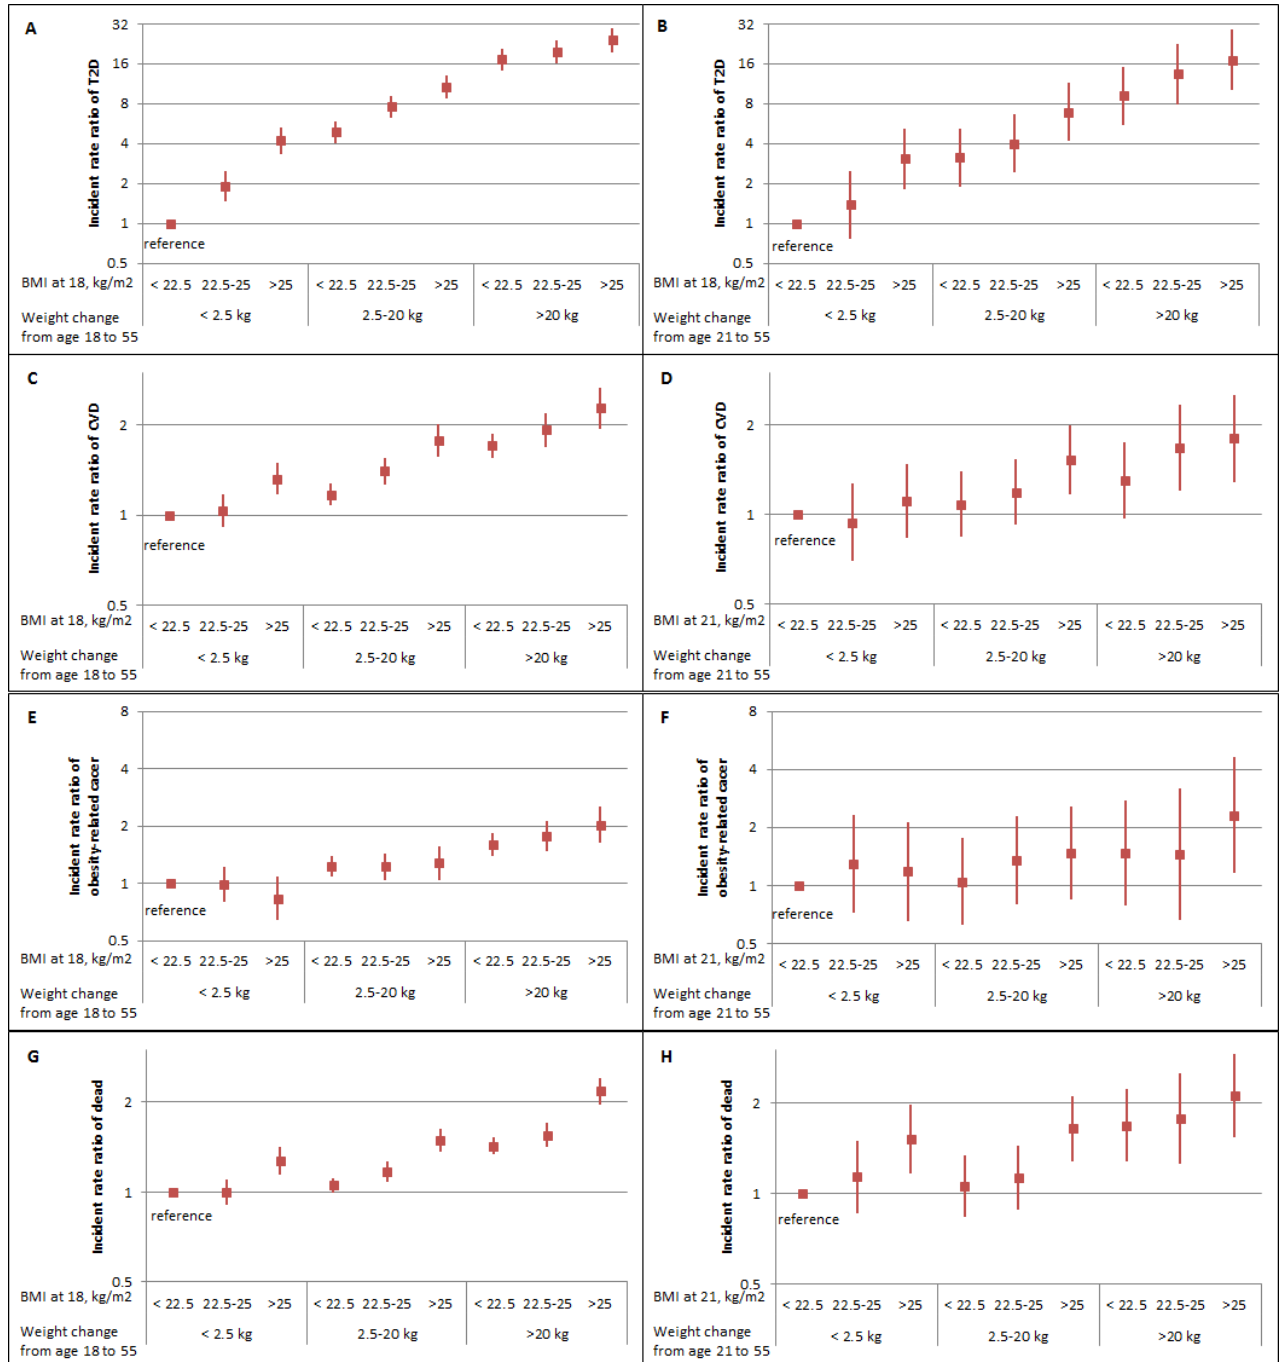 A
Incident rate ratio of T2D
32
16
8
4
2
1
0.5
reference
BMI at 18, kg/m2
< 22.5 22.5-25 >25 < 22.5 22.5-25 >25 < 22.5 22.5-25 >25
Weight change
from age 18 to 55
< 2.5 kg 2.5-20 kg >20 kg
B
Incident rate ratio of T2D
32
16
8
4
2
1
0.5
reference
BMI at 18, kg/m2
< 22.5 22.5-25 >25 < 22.5 22.5-25 >25 < 22.5 22.5-25 >25
Weight change
from age 21 to 55
< 2.5 kg 2.5-20 kg >20 kg
C
Incident rate ratio of CVD
2
1
0.5
reference
BMI at 18, kg/m2
< 22.5 22.5-25 >25 < 22.5 22.5-25 >25 < 22.5 22.5-25 >25
Weight change
from age 18 to 55
< 2.5 kg 2.5-20 kg >20 kg
D
Incident rate ratio of CVD
2
1
0.5
reference
BMI at 21, kg/m2
< 22.5 22.5-25 >25 < 22.5 22.5-25 >25 < 22.5 22.5-25 >25
Weight change
from age 21 to 55
< 2.5 kg 2.5-20 kg >20 kg
E
Incident rate ratio of
obesity-related cacer
8
4
2
1
0.5
reference
BMI at 18, kg/m2
< 22.5 22.5-25 >25 < 22.5 22.5-25 >25 < 22.5 22.5-25 >25
Weight change
from age 18 to 55
< 2.5 kg 2.5-20 kg >20 kg
F
Incident rate ratio of
obesity-related cacer
8
4
2
1
0.5
reference
BMI at 21, kg/m2
< 22.5 22.5-25 >25 < 22.5 22.5-25 >25 < 22.5 22.5-25 >25
Weight change
from age 21 to 55
< 2.5 kg 2.5-20 kg >20 kg
G
Incident rate ratio of dead
2
1
0.5
reference
BMI at 18, kg/m2
< 22.5 22.5-25 >25 < 22.5 22.5-25 >25 < 22.5 22.5-25 >25
Weight change
from age 18 to 55
< 2.5 kg 2.5-20 kg >20 kg
H
Incident rate ratio of dead
2
1
0.5
reference
BMI at 21, kg/m2
< 22.5 22.5-25 >25 < 22.5 22.5-25 >25 < 22.5 22.5-25 >25
Weight change
from age 21 to 55
< 2.5 kg 2.5-20 kg >20 kg